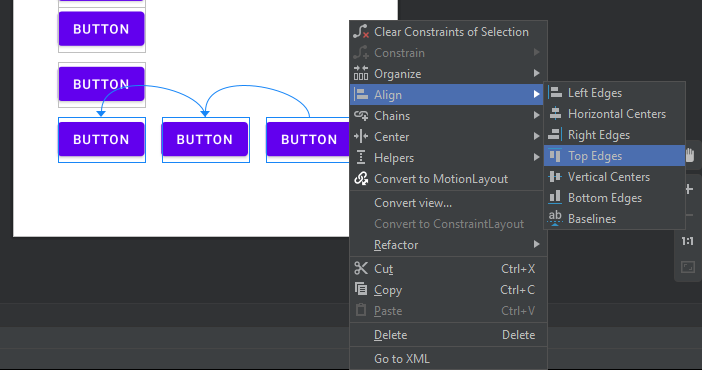 BUTTON
BUTTON
BUTTON BUTTON BUTTON
Clear Constraints of Selection
Constrain
Organize
Align
Chains
Center
Helpers
Convert to MotionLayout
Convert view...
Convert to ConstraintLayout
Refactor
Cut Ctrl+X
Copy Ctrl+C
Paste Ctrl+V
Delete Delete
Go to XML
Left Edges
Horizontal Centers
Right Edges
Top Edges
Vertical Centers
Bottom Edges
ab Baselines
1:1